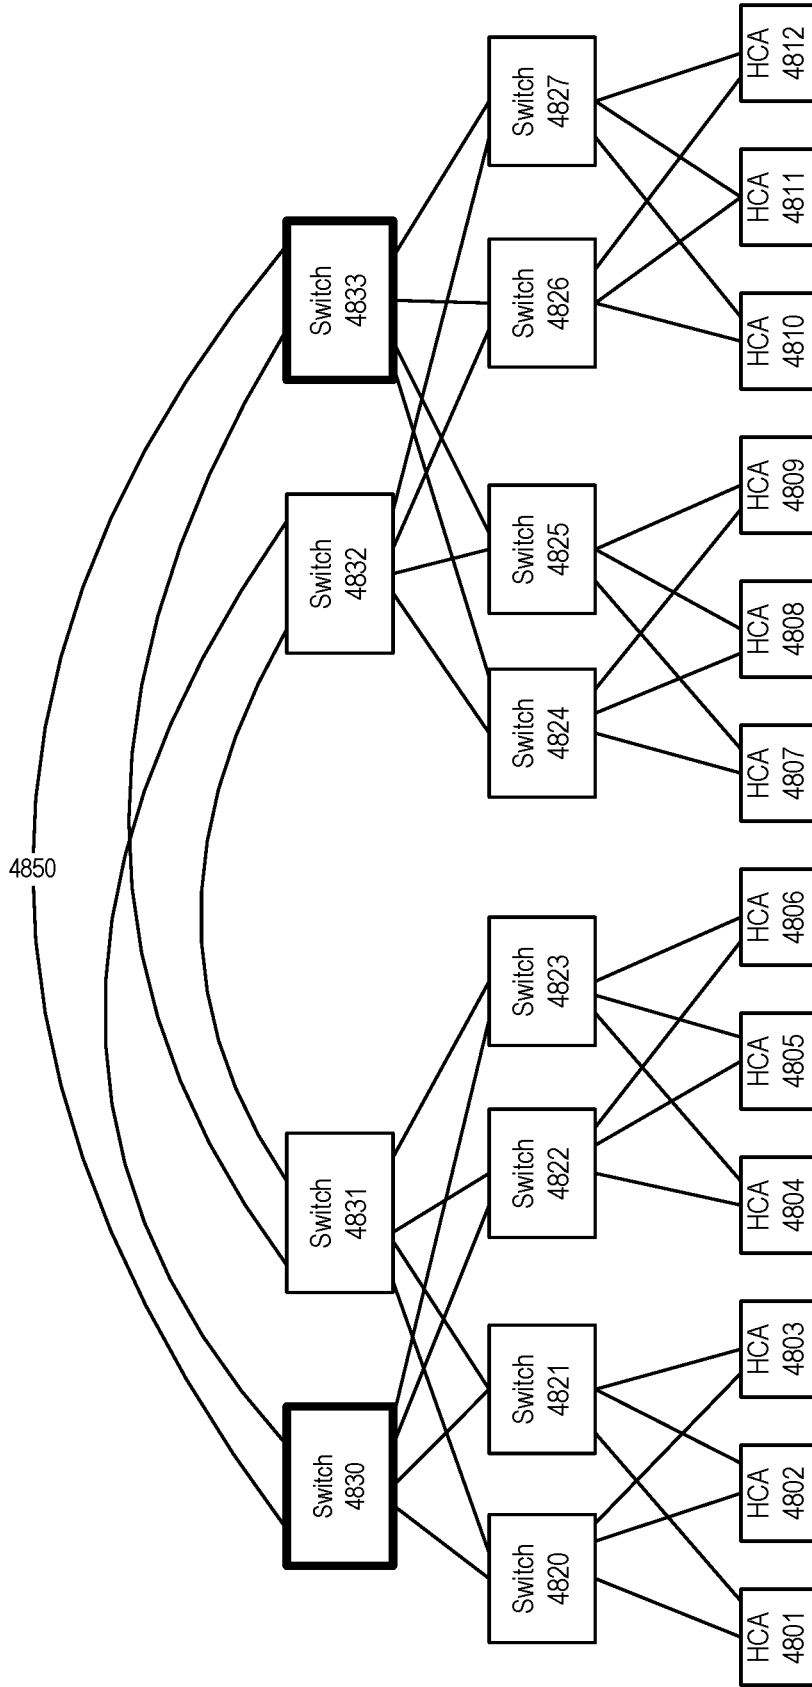 4850
Switch
4830
Switch
4831
Switch
4832
Switch
4833
Switch
4820
Switch
4821
Switch
4822
Switch
4823
Switch
4824
Switch
4825
Switch
4826
Switch
4827
HCA
4801
HCA
4802
HCA
4803
HCA
4804
HCA
4805
HCA
4806
HCA
4807
HCA
4808
HCA
4809
HCA
4810
HCA
4811
HCA
4812